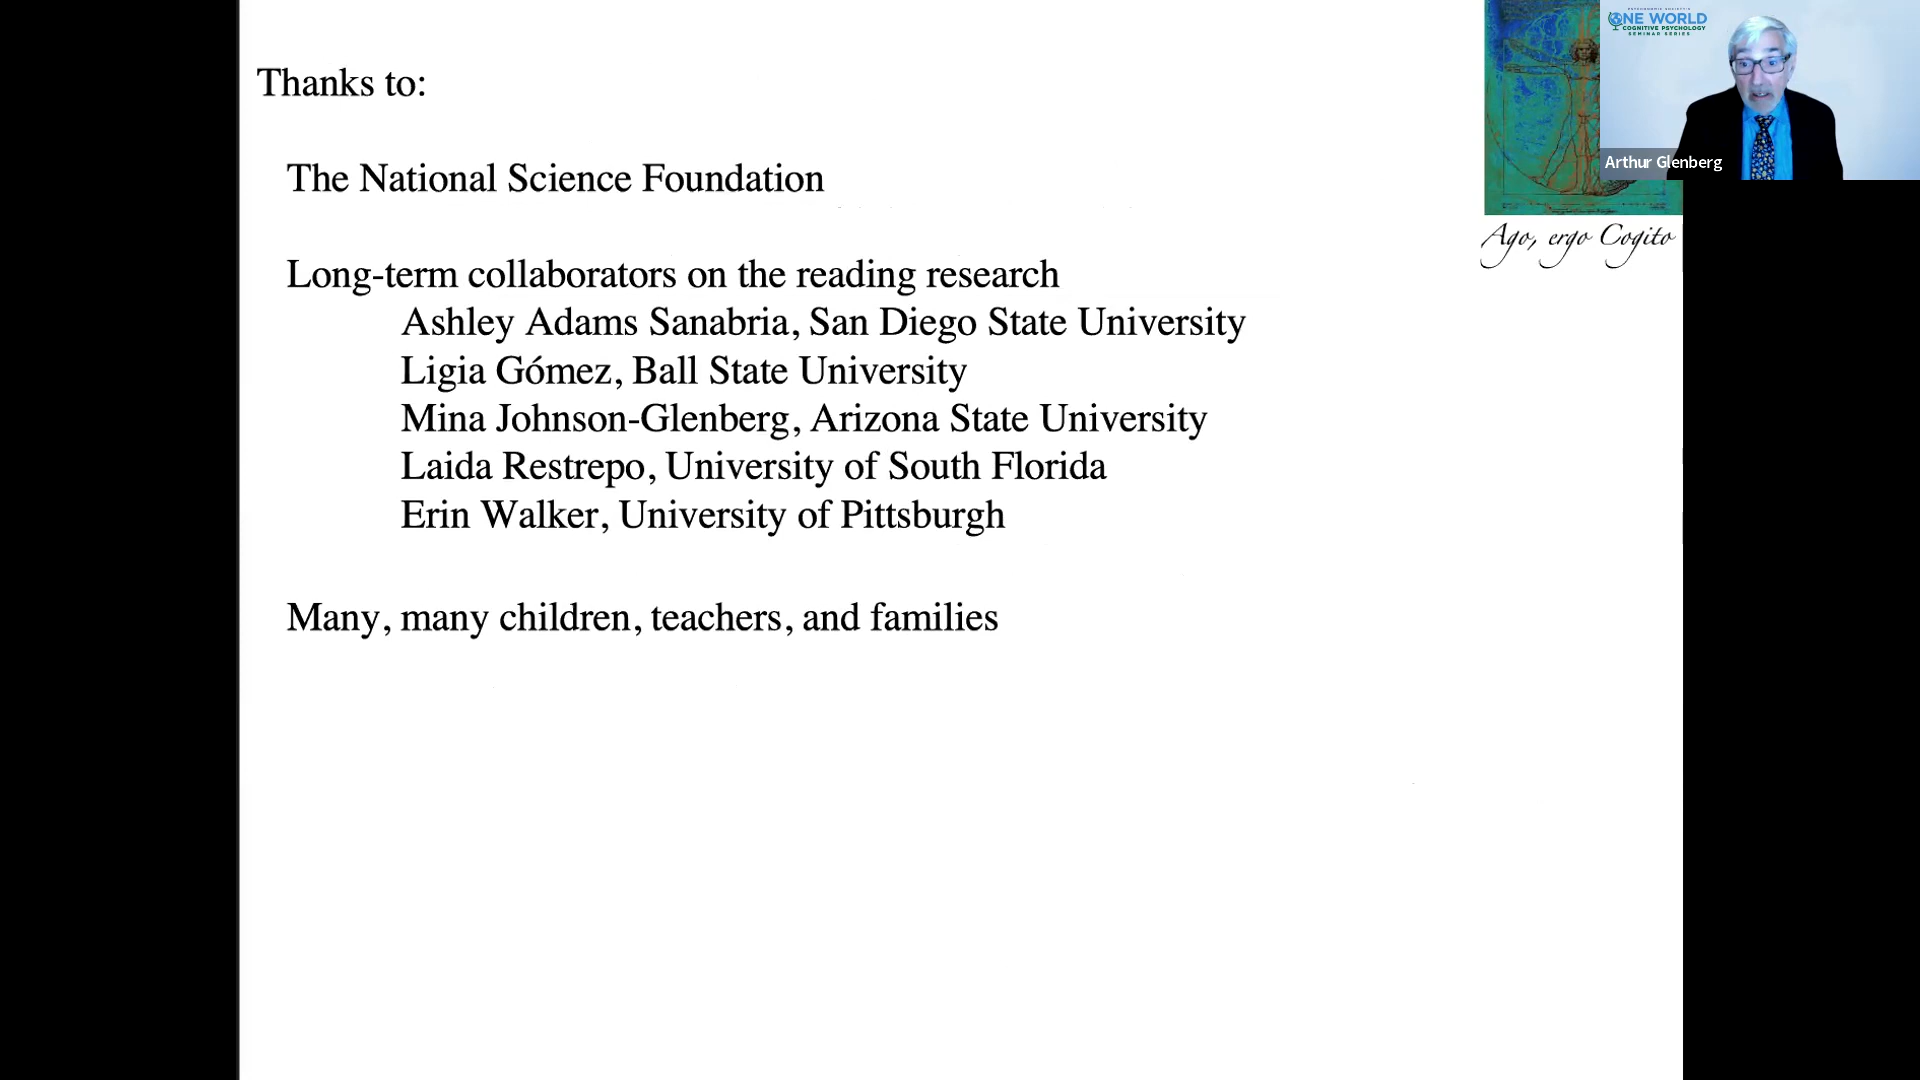 Thanks to:
The National Science Foundation
Long-term collaborators on the reading research
Ashley Adams Sanabria, San Diego State University
Ligia Gómez, Ball State University
Mina Johnson-Glenberg, Arizona State University
Laida Restrepo, University of South Florida
Erin Walker, University of Pittsburgh
Many, many children, teachers, and families
Ago, ergo Cogito
PSYCHONOMIC SOCIETY'S
ONE WORLD
COGNITIVE PSYCHOLOGY
SEMINAR SERIES
Arthur Glenberg